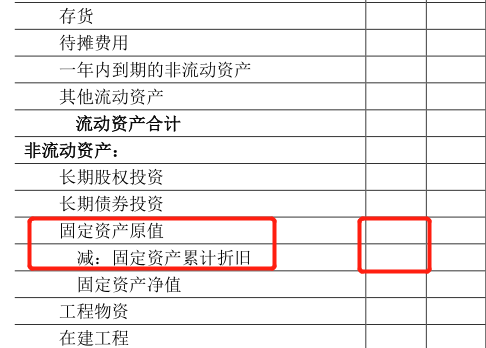 存货
待摊费用
一年内到期的非流动资产
其他流动资产
流动资产合计
非流动资产：
长期股权投资
长期债券投资
固定资产原值
减：固定资产累计折旧
固定资产净值
工程物资
在建工程